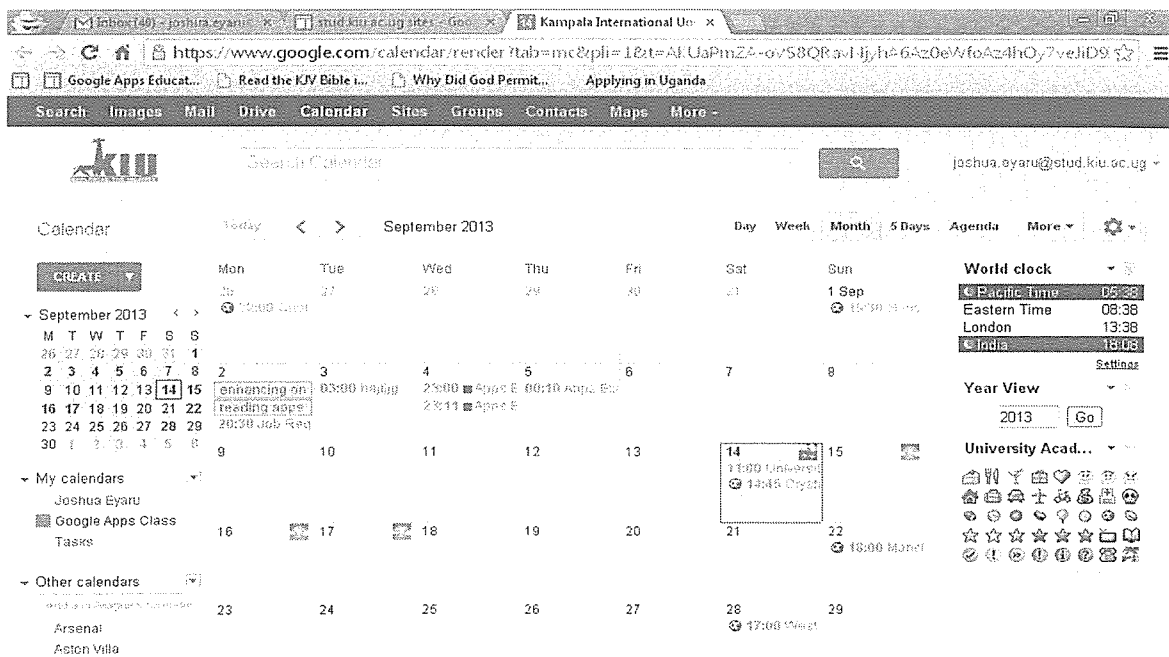 Inbox (40) - joshua.eyaru stud.kiu.ac.ug sites - Goo Kampala International Un
https://www.google.com/calendar/render?tab=mc&pli=1&t=
Google Apps Educat... Read the KJV Bible i... Why Did God Permit... Applying in Uganda
Search Images Mail Drive Calendar Sites Groups Contacts Maps More
KIU Search Calendar joshua.eyaru@stud.kiu.ac.ug
Calendar Today < > September 2013 Day Week Month 5 Days Agenda More
CREATE
Mon Tue Wed Thu Fri Sat Sun
26 27 28 29 30 31 1 Sep
September 2013 < >
M T W T F S S
26 27 28 29 30 31 1
2 3 4 5 6 7 8
9 10 11 12 13 14 15
16 17 18 19 20 21 22
23 24 25 26 27 28 29
30 1 2 3 4 5 6
My calendars
Joshua Eyaru
Google Apps Class
Tasks
Other calendars
Arsenal
Aston Villa
2 3 4 5 6 7 8
enhancing on 03:00 23:00 Apps E 00:10 Apps
reading apps 23:11 Apps E
20:30 Job Req
9 10 11 12 13 14 15
11:00 Universit
14:45 Cryst
16 17 18 19 20 21 22
18:00
23 24 25 26 27 28 29
17:00 West
World clock
Pacific Time 05:38
Eastern Time 08:38
London 13:38
India 18:08
Settings
Year View
2013 Go
University Acad...